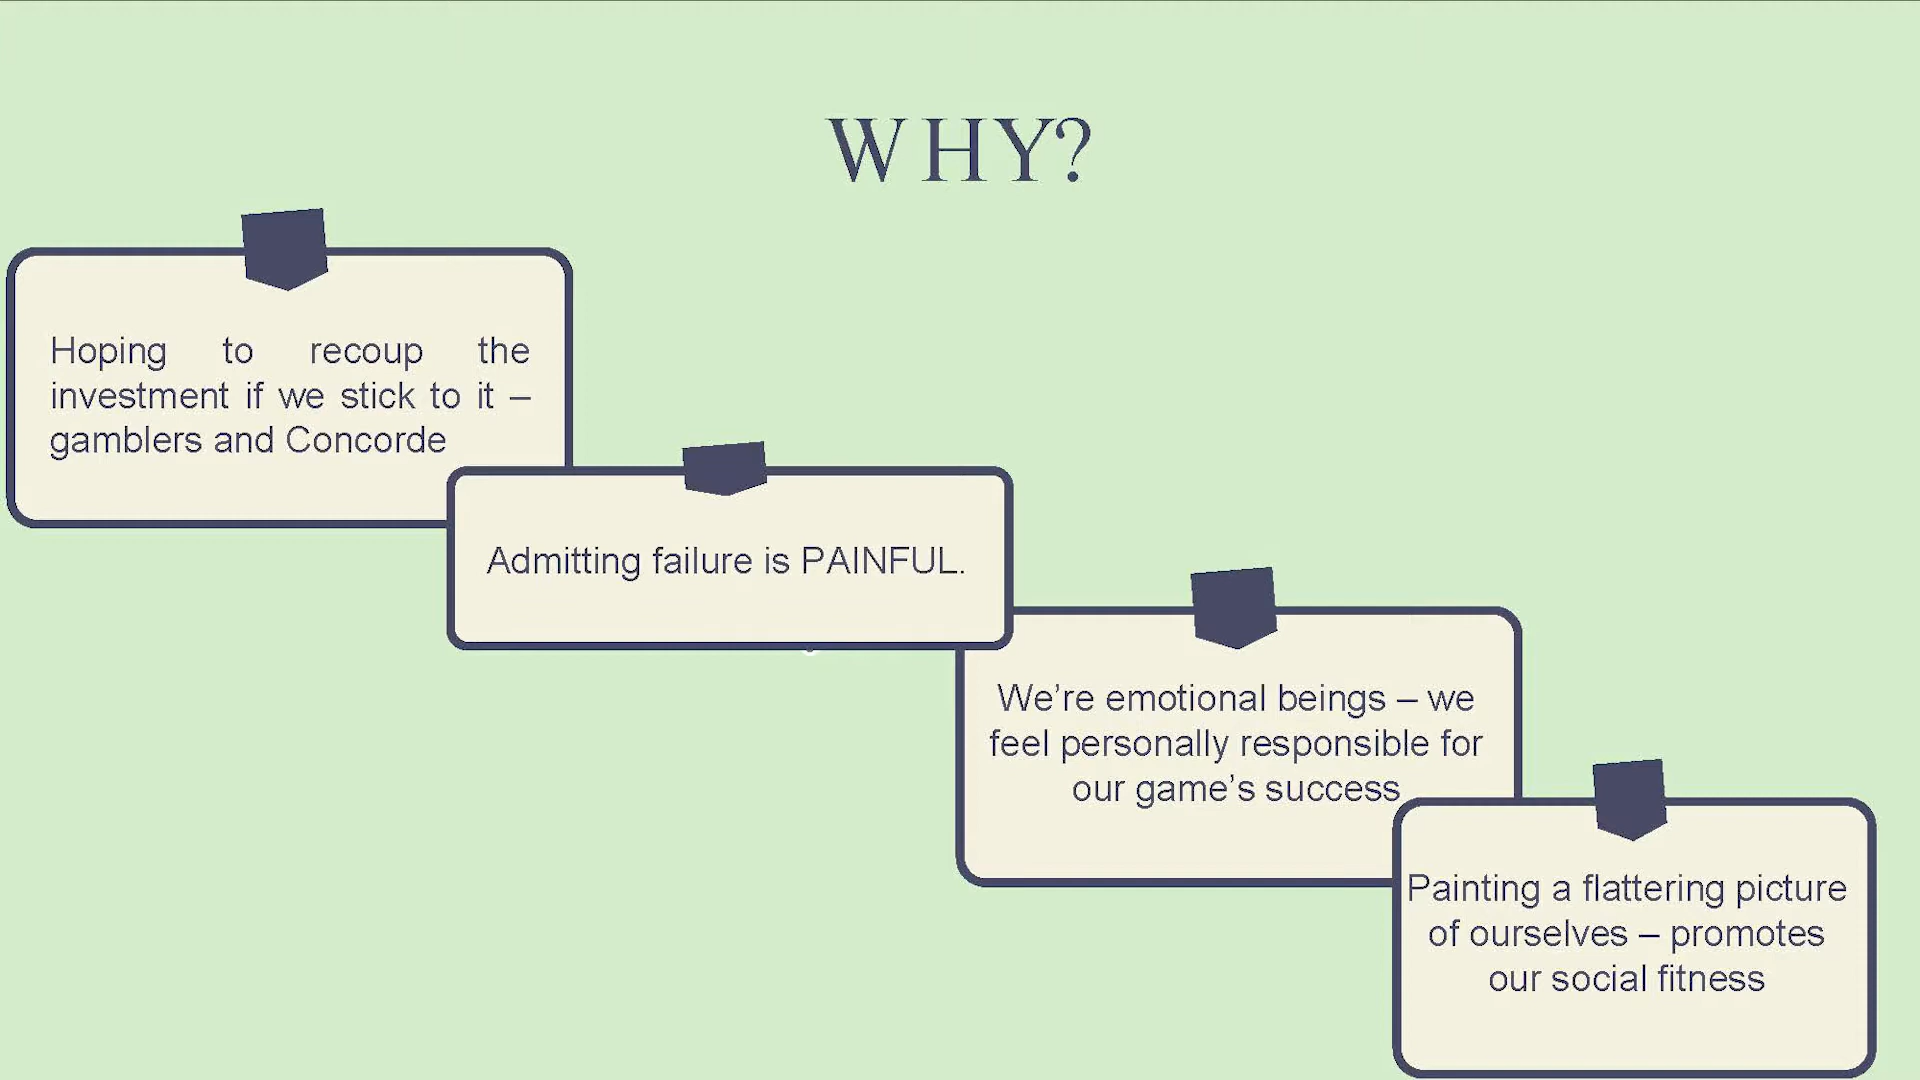 WHY?
Hoping to recoup the
investment if we stick to it –
gamblers and Concorde
Admitting failure is PAINFUL.
We’re emotional beings – we
feel personally responsible for
our game’s success
Painting a flattering picture
of ourselves – promotes
our social fitness